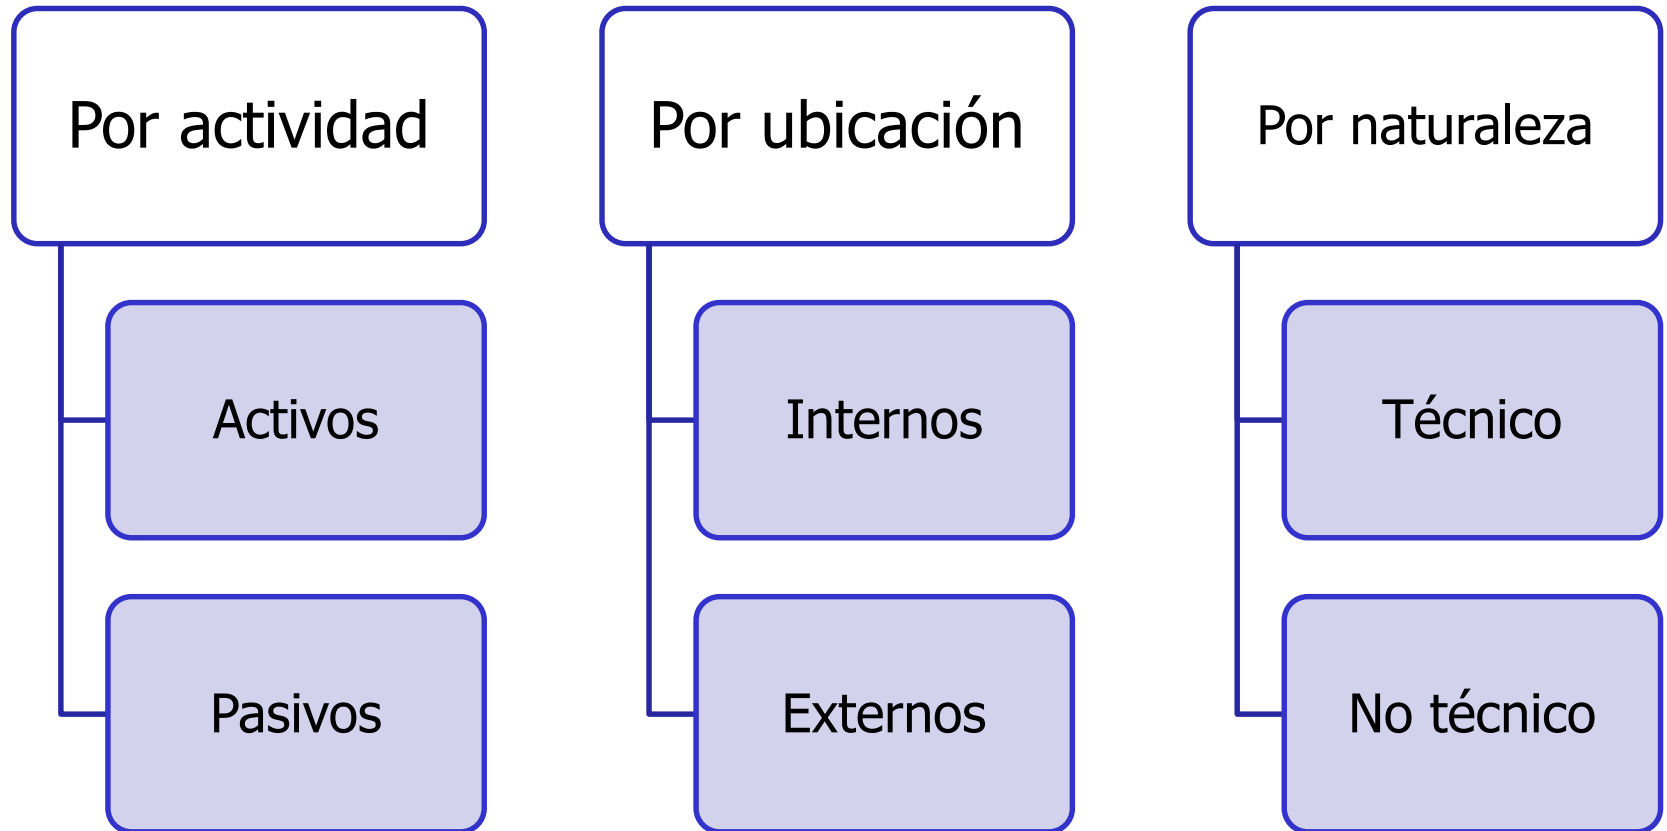 Por actividad
Activos
Pasivos
Por ubicación
Internos
Externos
Por naturaleza
Técnico
No técnico